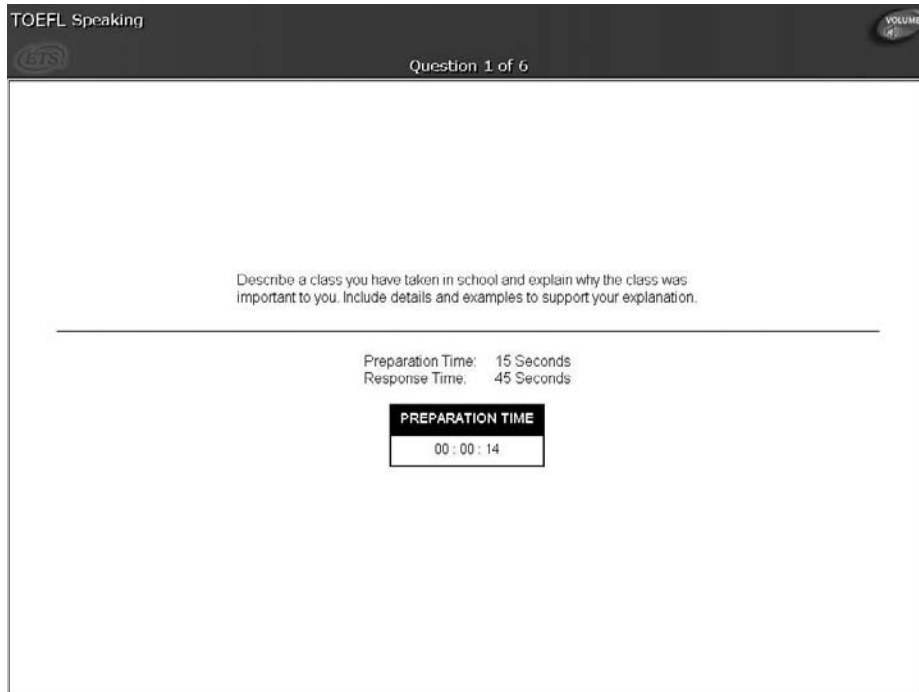 TOEFL Speaking
VOLUME
ETS
Question 1 of 6
Describe a class you have taken in school and explain why the class was
important to you. Include details and examples to support your explanation.
Preparation Time: 15 Seconds
Response Time: 45 Seconds
PREPARATION TIME
00 : 00 : 14